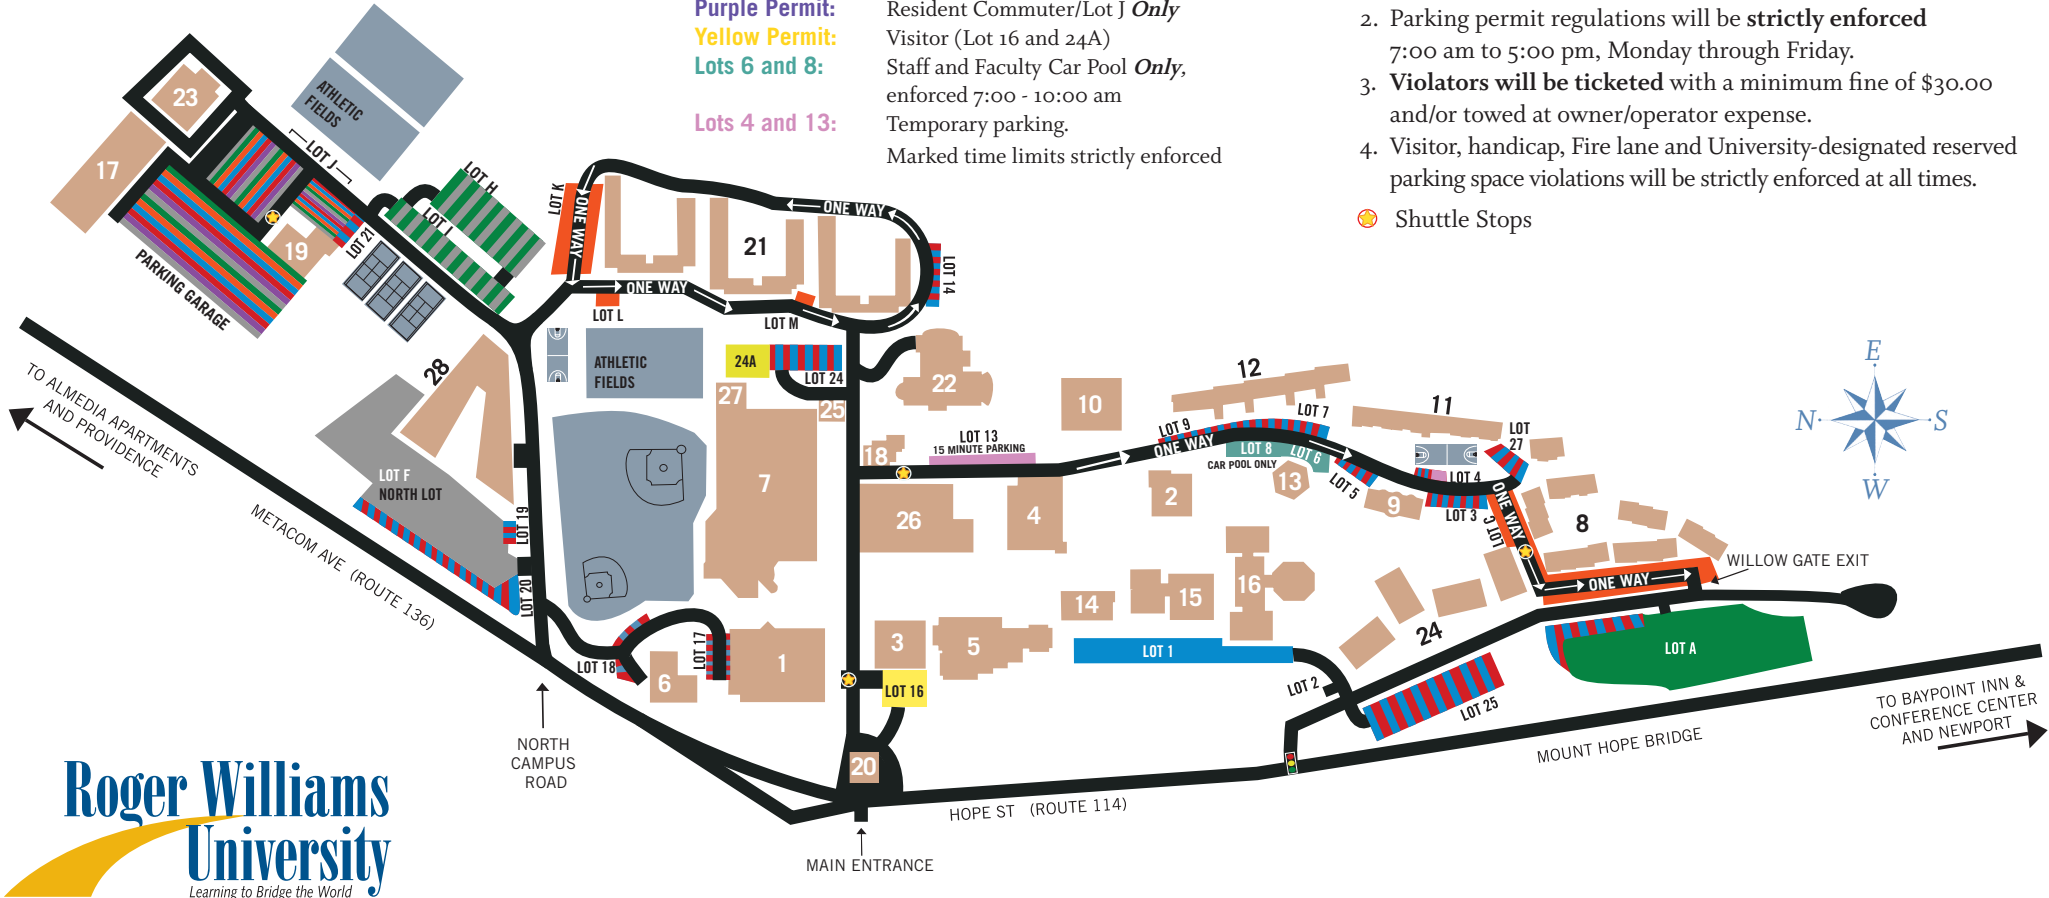 Purple Permit: Resident Commuter/Lot J Only
Yellow Permit: Visitor (Lot 16 and 24A)
Lots 6 and 8: Staff and Faculty Car Pool Only,
enforced 7:00 - 10:00 am
Lots 4 and 13: Temporary parking.
Marked time limits strictly enforced
2. Parking permit regulations will be strictly enforced
7:00 am to 5:00 pm, Monday through Friday.
3. Violators will be ticketed with a minimum fine of $30.00
and/or towed at owner/operator expense.
4. Visitor, handicap, Fire lane and University-designated reserved
parking space violations will be strictly enforced at all times.
Shuttle Stops
23
ATHLETIC
FIELDS
17
LOT J
LOT H
LOT I
19
LOT 21
PARKING GARAGE
LOT K
ONE WAY
ONE WAY
21
LOT 14
ONE WAY
LOT L
LOT M
TO ALMEDIA APARTMENTS
AND PROVIDENCE
28
ATHLETIC
FIELDS
24A
LOT 24
27
25
22
10
12
LOT 9
LOT 7
ONE WAY
LOT 8
LOT 6
CAR POOL ONLY
11
LOT
27
E
N
S
W
LOT 13
15 MINUTE PARKING
18
LOT F
NORTH LOT
LOT 19
LOT 20
METACOM AVE (ROUTE 136)
7
26
4
2
13
LOT 5
9
LOT 4
LOT 3
LOT C
ONE WAY
8
ONE WAY
WILLOW GATE EXIT
14
15
16
24
LOT 18
LOT 17
6
1
3
5
LOT 16
LOT 1
LOT 2
LOT 25
LOT A
TO BAYPOINT INN &
CONFERENCE CENTER
AND NEWPORT
MOUNT HOPE BRIDGE
NORTH
CAMPUS
ROAD
20
HOPE ST (ROUTE 114)
MAIN ENTRANCE
Roger Williams
University
Learning to Bridge the World